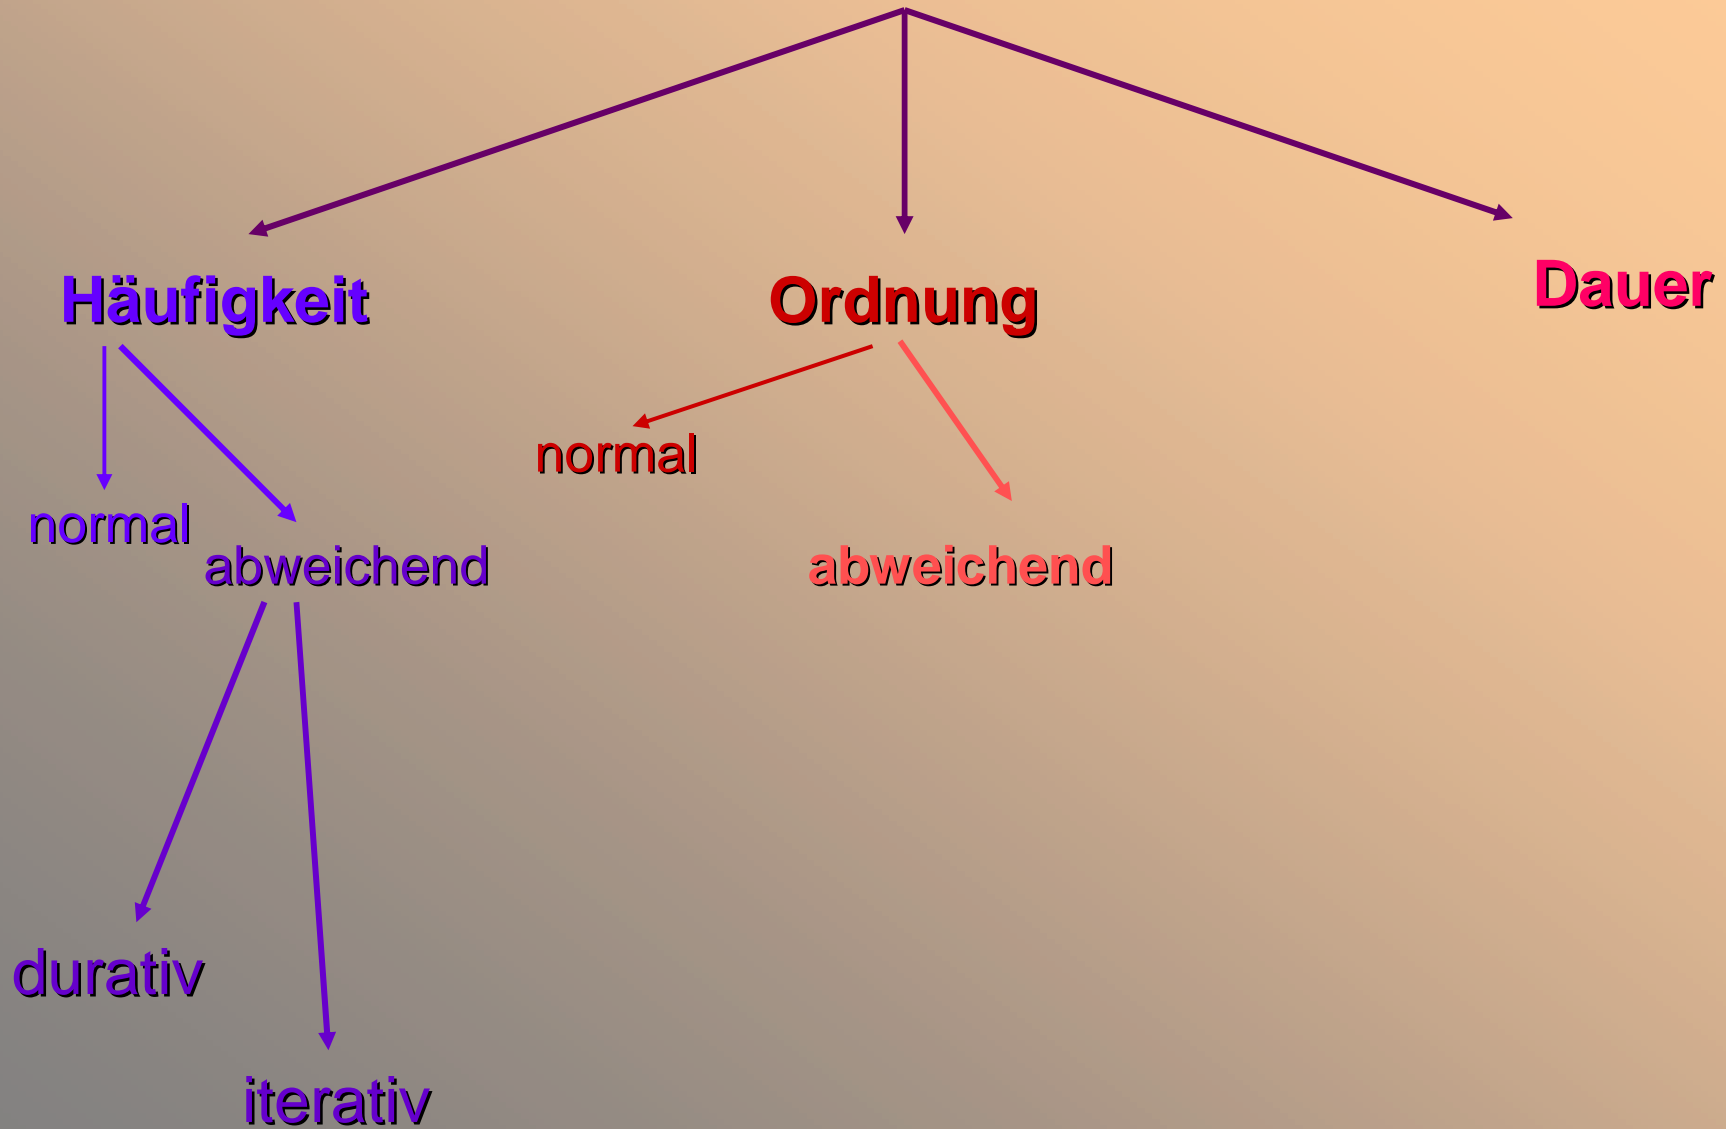 Häufigkeit
Ordnung
Dauer
normal
normal
abweichend
abweichend
durativ
iterativ